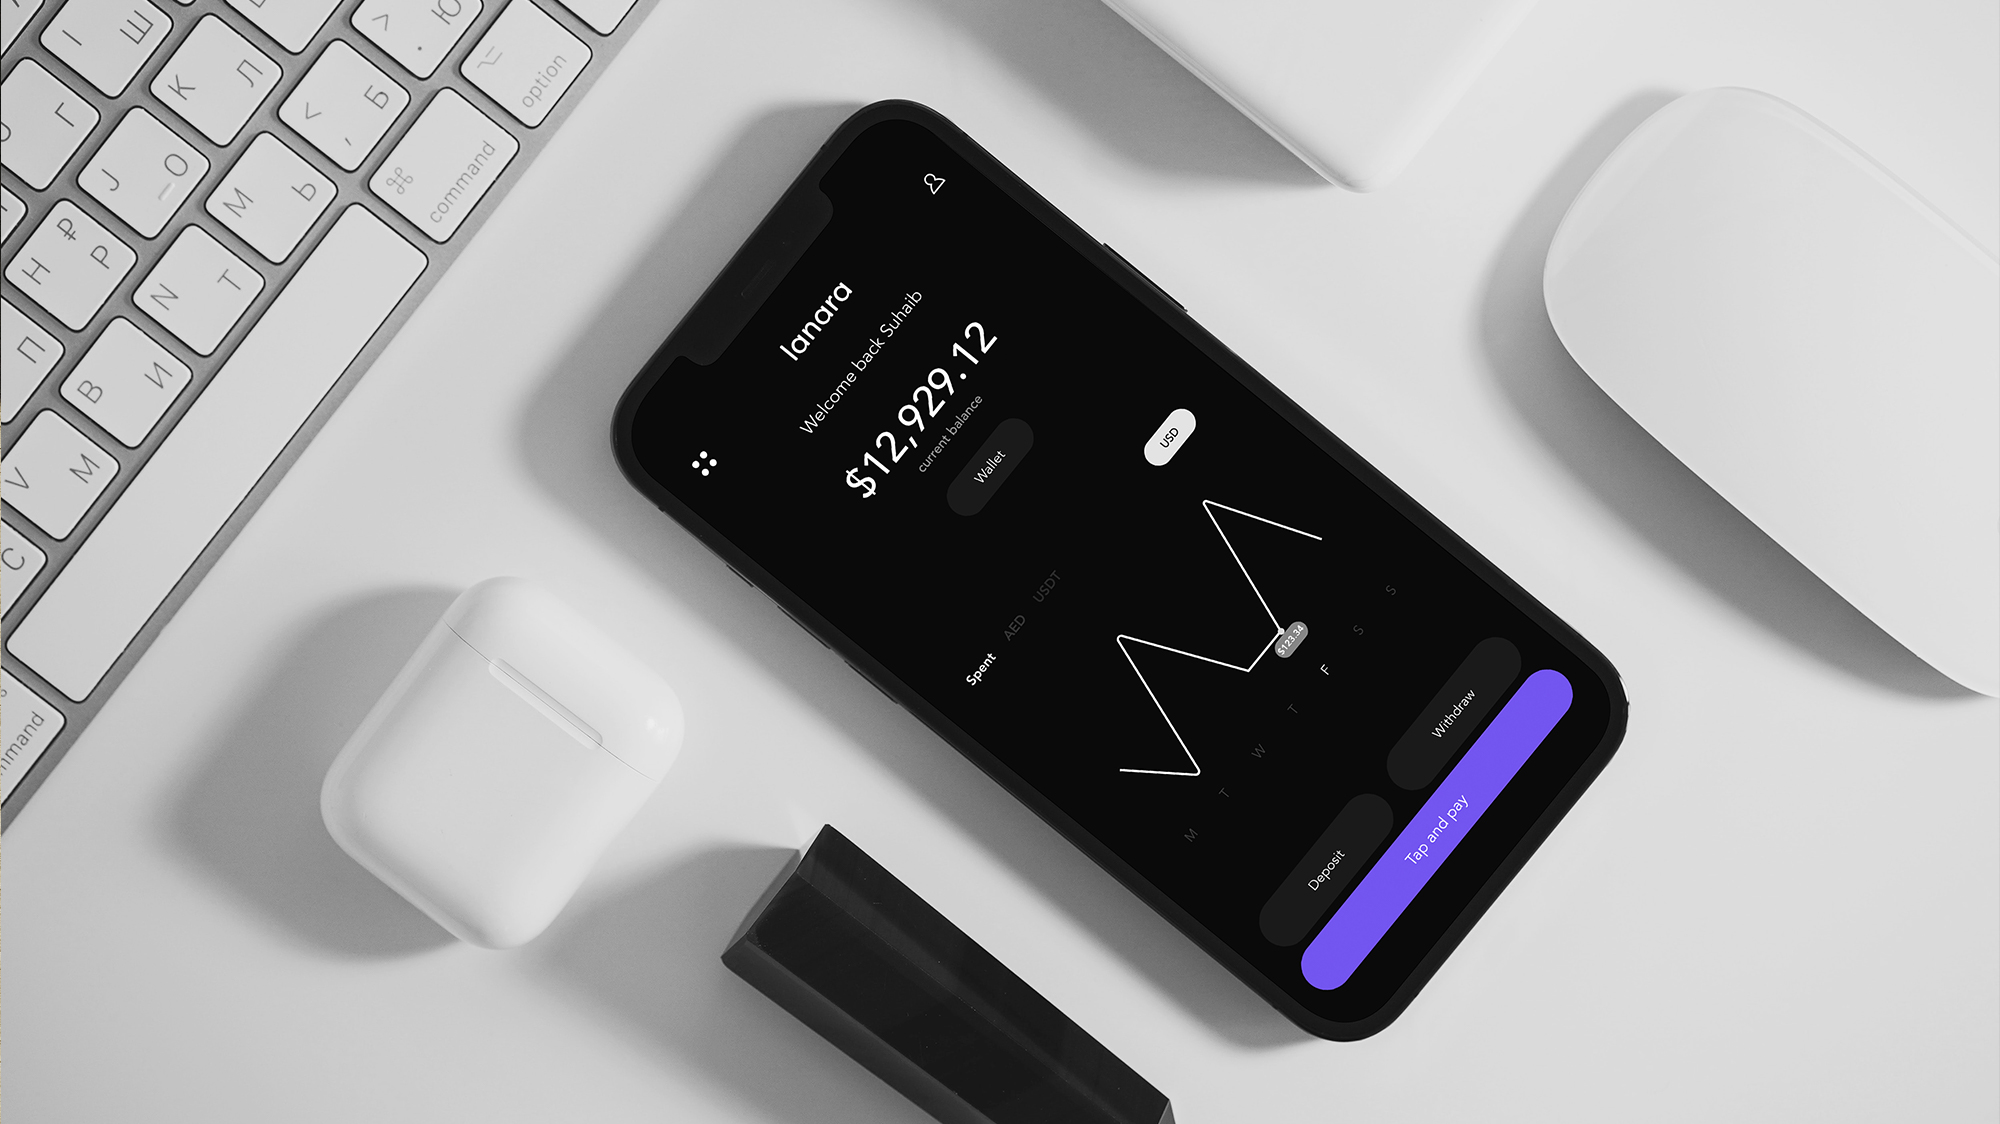 lanara
Welcome back Suhaib
$12,929.12
current balance
Wallet
Spent AED USDT USD
$123.34
M T W T F S S
Deposit Withdraw
Tap and pay
І Ш
> . Ю
⌥ option
Г
K Л
< , Б
⌘ command
J О
M Ь
₽ Н Р
N Т
П
B И
V М
C
mmand